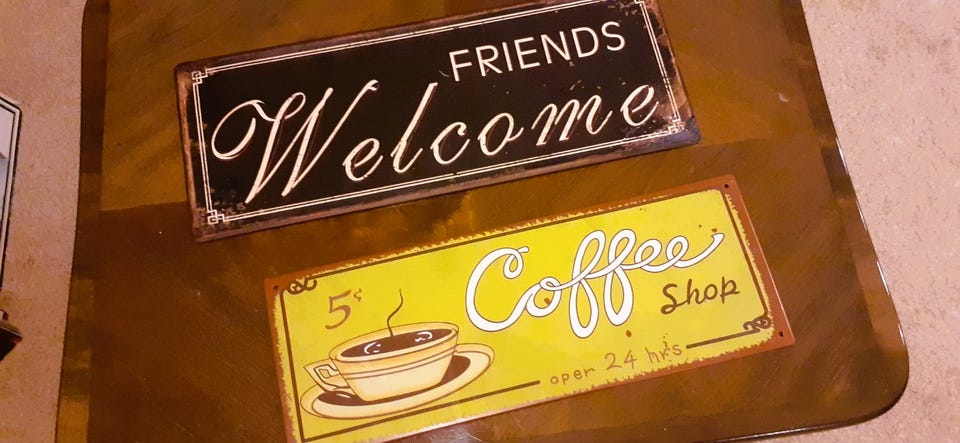 FRIENDS
Welcome
5¢
Coffee
Shop
open 24 hrs